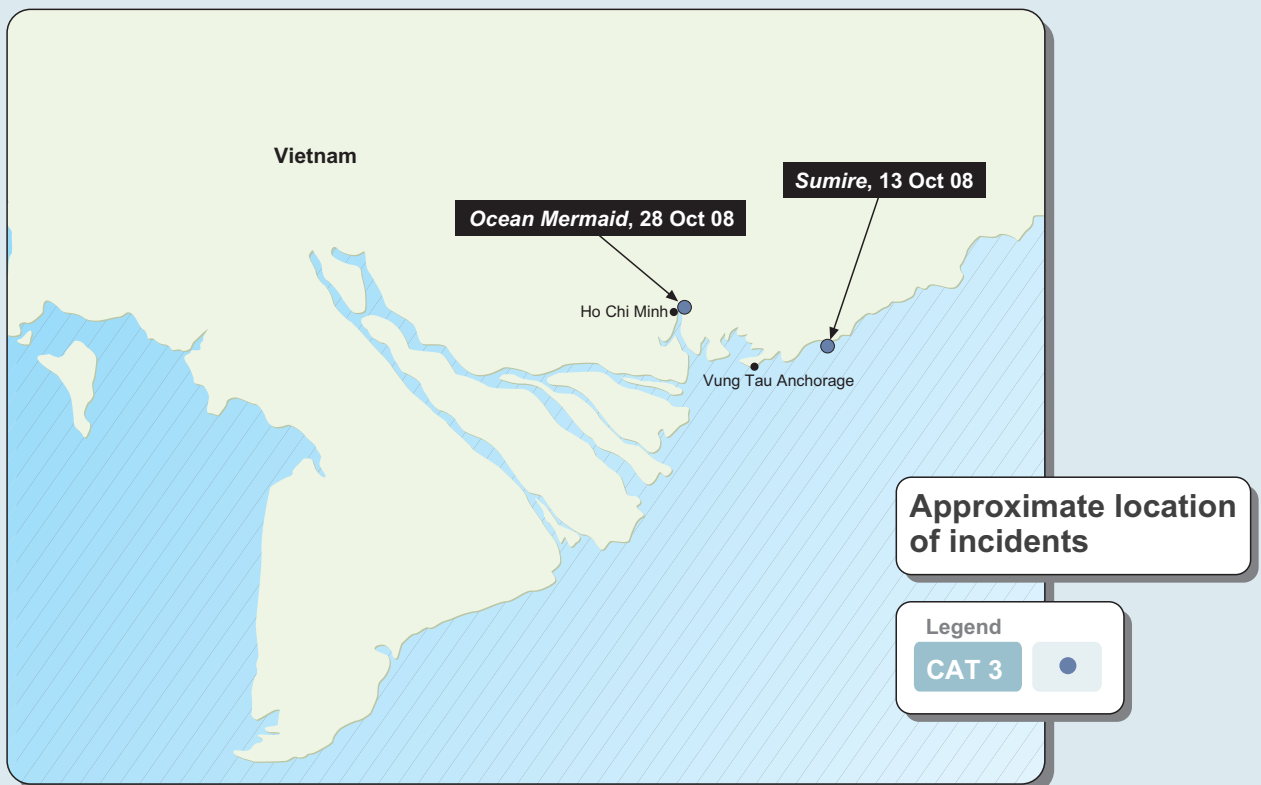 Vietnam
Sumire, 13 Oct 08
Ocean Mermaid, 28 Oct 08
Ho Chi Minh
Vung Tau Anchorage
Approximate location
of incidents
Legend
CAT 3